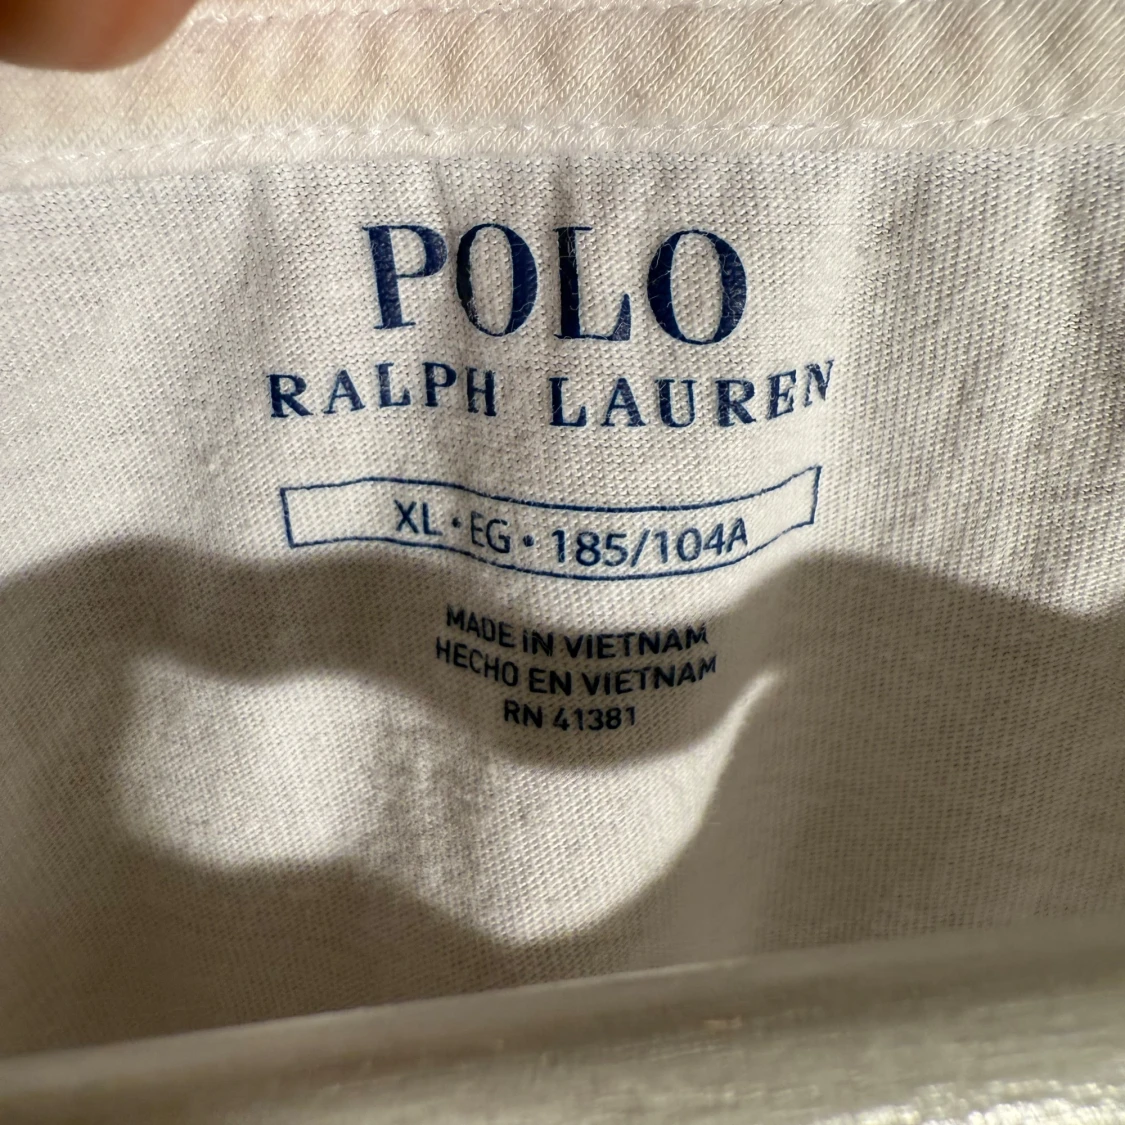 POLO
RALPH LAUREN
XL • EG • 185/104A
MADE IN VIETNAM
HECHO EN VIETNAM
RN 41381